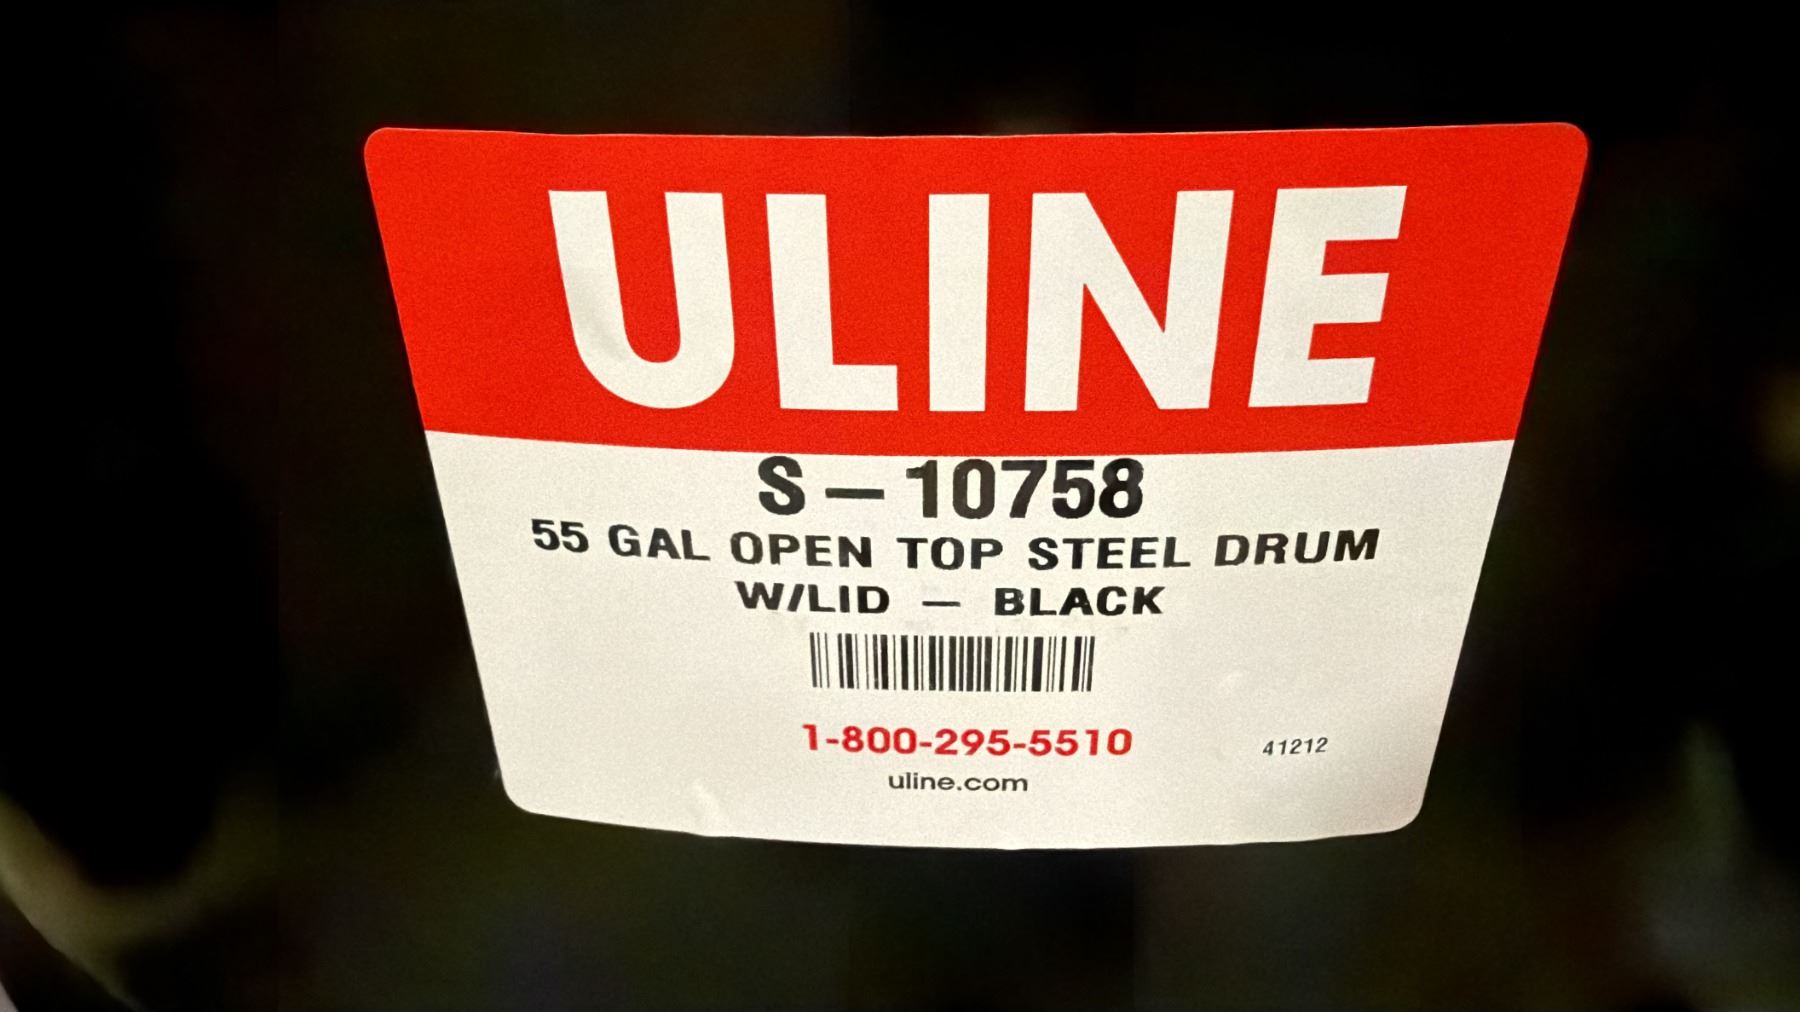 ULINE
S – 10758
55 GAL OPEN TOP STEEL DRUM
W/LID – BLACK
1-800-295-5510
41212
uline.com